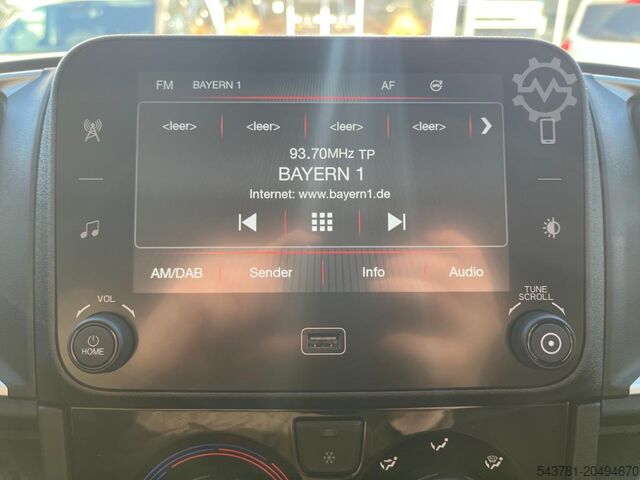 FM BAYERN 1 AF
<leer> <leer> <leer> <leer>
93.70MHz TP
BAYERN 1
Internet: www.bayern1.de
AM/DAB Sender Info Audio
VOL
TUNE
SCROLL
HOME
543781-20494670